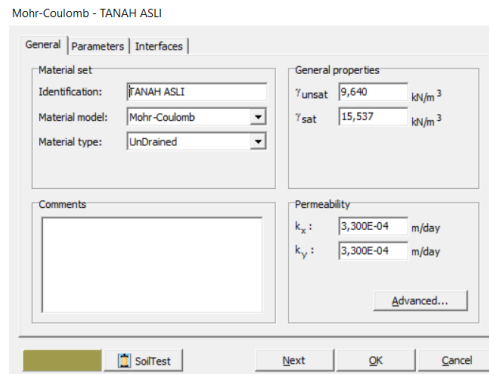 Mohr-Coulomb - TANAH ASLI
General Parameters Interfaces
Material set
Identification: TANAH ASLI
Material model: Mohr-Coulomb
Material type: UnDrained
General properties
γunsat 9,640 kN/m 3
γsat 15,537 kN/m 3
Comments
Permeability
kx : 3,300E-04 m/day
ky : 3,300E-04 m/day
Advanced...
SoilTest Next OK Cancel